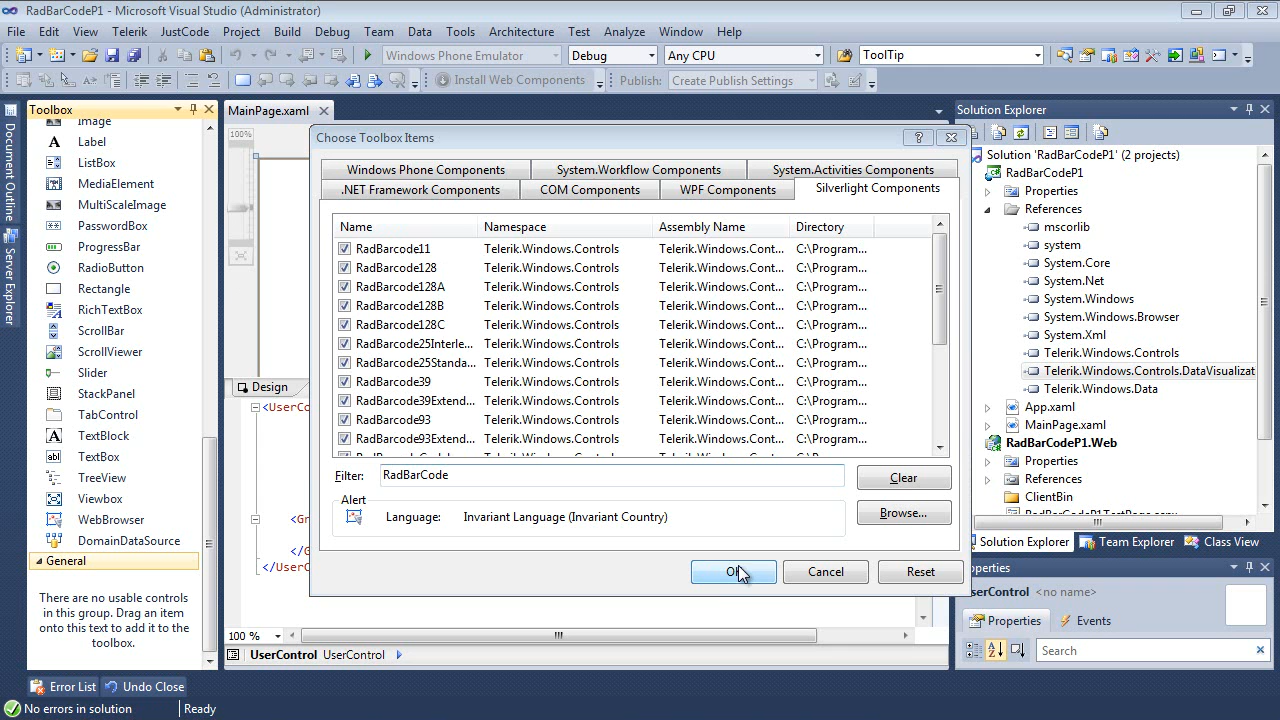 RadBarCodeP1 - Microsoft Visual Studio (Administrator)
File Edit View Telerik JustCode Project Build Debug Team Data Tools Architecture Test Analyze Window Help
Windows Phone Emulator Debug Any CPU ToolTip
Install Web Components Publish: Create Publish Settings
Document Outline
Server Explorer
Toolbox
Image
Label
ListBox
MediaElement
MultiScaleImage
PasswordBox
ProgressBar
RadioButton
Rectangle
RichTextBox
ScrollBar
ScrollViewer
Slider
StackPanel
TabControl
TextBlock
TextBox
TreeView
Viewbox
WebBrowser
DomainDataSource
General
There are no usable controls
in this group. Drag an item
onto this text to add it to the
toolbox.
MainPage.xaml
100%
Design
<UserCo
<Gr
</G
</UserCo
100 %
UserControl UserControl
Choose Toolbox Items
Windows Phone Components System.Workflow Components System.Activities Components
.NET Framework Components COM Components WPF Components Silverlight Components
Name Namespace Assembly Name Directory
RadBarcode11 Telerik.Windows.Controls Telerik.Windows.Cont... C:\Program...
RadBarcode128 Telerik.Windows.Controls Telerik.Windows.Cont... C:\Program...
RadBarcode128A Telerik.Windows.Controls Telerik.Windows.Cont... C:\Program...
RadBarcode128B Telerik.Windows.Controls Telerik.Windows.Cont... C:\Program...
RadBarcode128C Telerik.Windows.Controls Telerik.Windows.Cont... C:\Program...
RadBarcode25Interle... Telerik.Windows.Controls Telerik.Windows.Cont... C:\Program...
RadBarcode25Standa... Telerik.Windows.Controls Telerik.Windows.Cont... C:\Program...
RadBarcode39 Telerik.Windows.Controls Telerik.Windows.Cont... C:\Program...
RadBarcode39Extend... Telerik.Windows.Controls Telerik.Windows.Cont... C:\Program...
RadBarcode93 Telerik.Windows.Controls Telerik.Windows.Cont... C:\Program...
RadBarcode93Extend... Telerik.Windows.Controls Telerik.Windows.Cont... C:\Program...
Filter: RadBarCode Clear
Alert
Language: Invariant Language (Invariant Country) Browse...
OK Cancel Reset
Solution Explorer
Solution 'RadBarCodeP1' (2 projects)
RadBarCodeP1
Properties
References
mscorlib
system
System.Core
System.Net
System.Windows
System.Windows.Browser
System.Xml
Telerik.Windows.Controls
Telerik.Windows.Controls.DataVisualizat
Telerik.Windows.Data
App.xaml
MainPage.xaml
RadBarCodeP1.Web
Properties
References
ClientBin
RadBarCodeP1TestPage.aspx
Solution Explorer Team Explorer Class View
operties
serControl <no name>
Properties Events
Search
Error List Undo Close
No errors in solution Ready